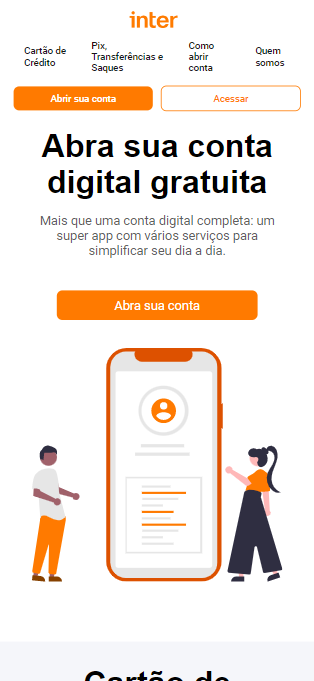 inter
Cartão de
Crédito
Pix,
Transferências e
Saques
Como
abrir
conta
Quem
somos
Abrir sua conta
Acessar
Abra sua conta
digital gratuita
Mais que uma conta digital completa: um
super app com vários serviços para
simplificar seu dia a dia.
Abra sua conta
Cartão de